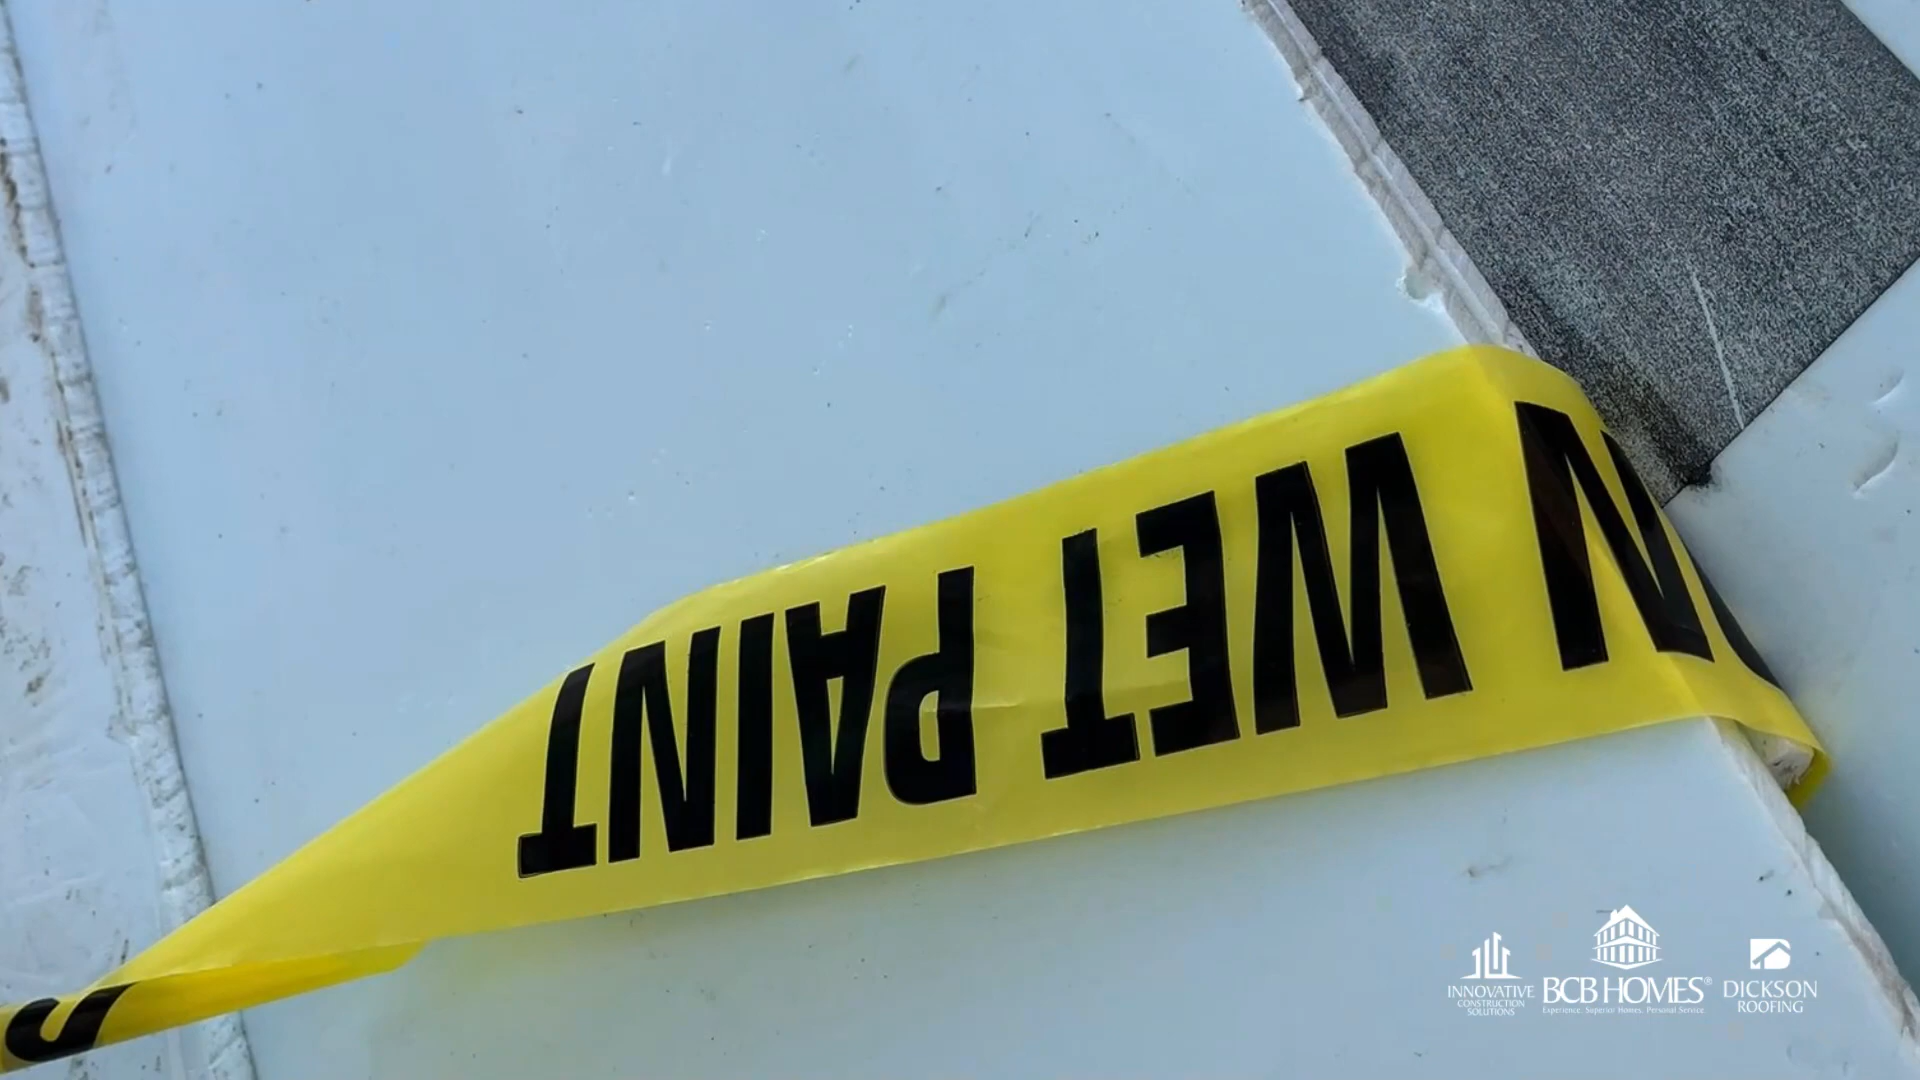 WET PAINT
INNOVATIVE
CONSTRUCTION
SOLUTIONS
BCB HOMES®
Experience. Superior Homes. Personal Service.
DICKSON
ROOFING